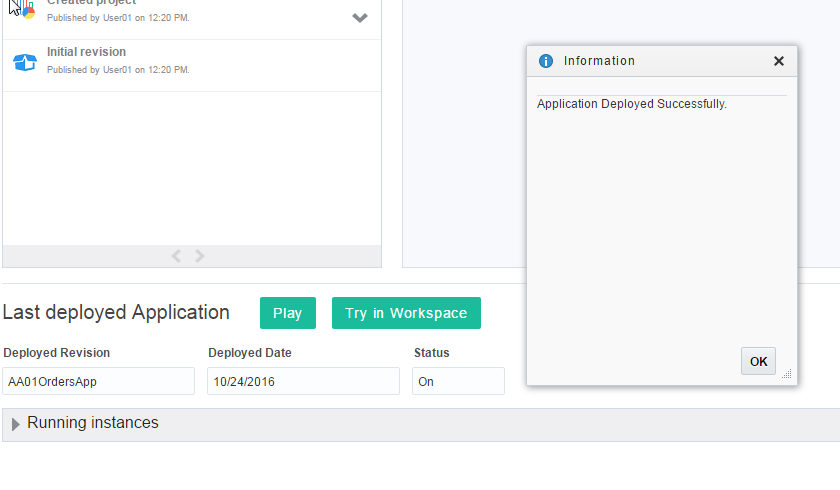 Created project
Published by User01 on 12:20 PM.
Initial revision
Published by User01 on 12:20 PM.
Information
Application Deployed Successfully.
OK
Last deployed Application
Play
Try in Workspace
Deployed Revision
Deployed Date
Status
AA01OrdersApp
10/24/2016
On
Running instances